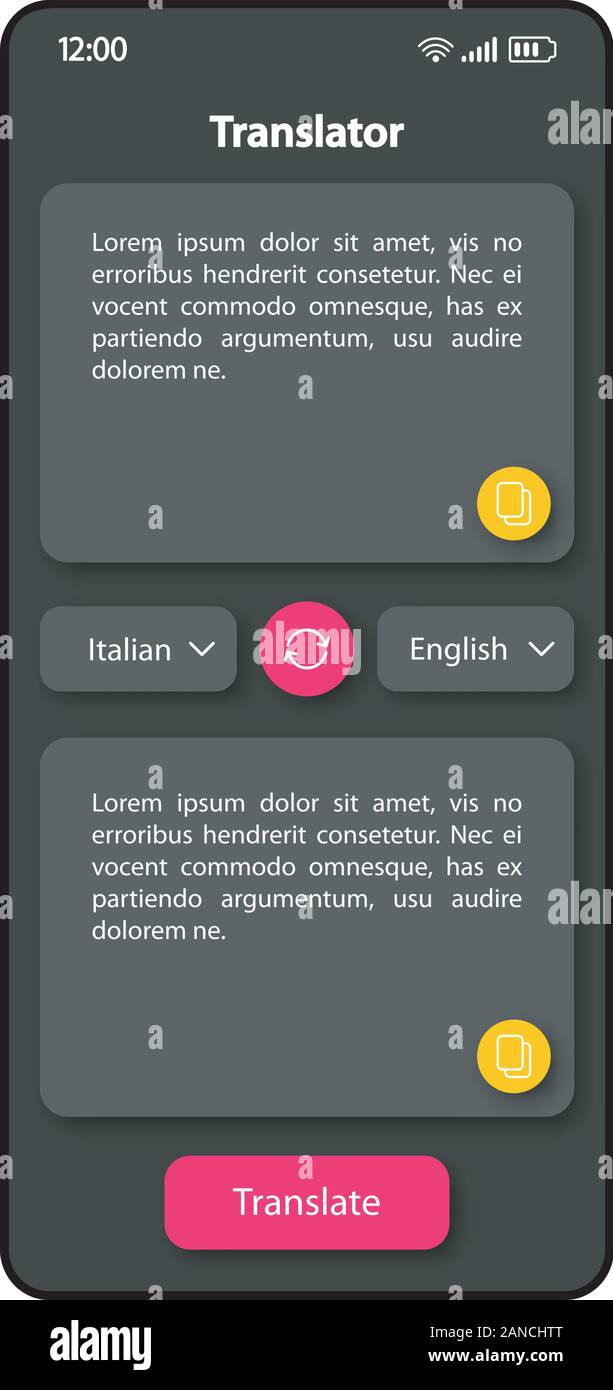 12:00
Translator
Lorem ipsum dolor sit amet, vis no
erroribus hendrerit consetetur. Nec ei
vocent commodo omnesque, has ex
partiendo argumentum, usu audire
dolorem ne.
Italian
English
Lorem ipsum dolor sit amet, vis no
erroribus hendrerit consetetur. Nec ei
vocent commodo omnesque, has ex
partiendo argumentum, usu audire
dolorem ne.
Translate
alamy
Image ID: 2ANCHTT
www.alamy.com